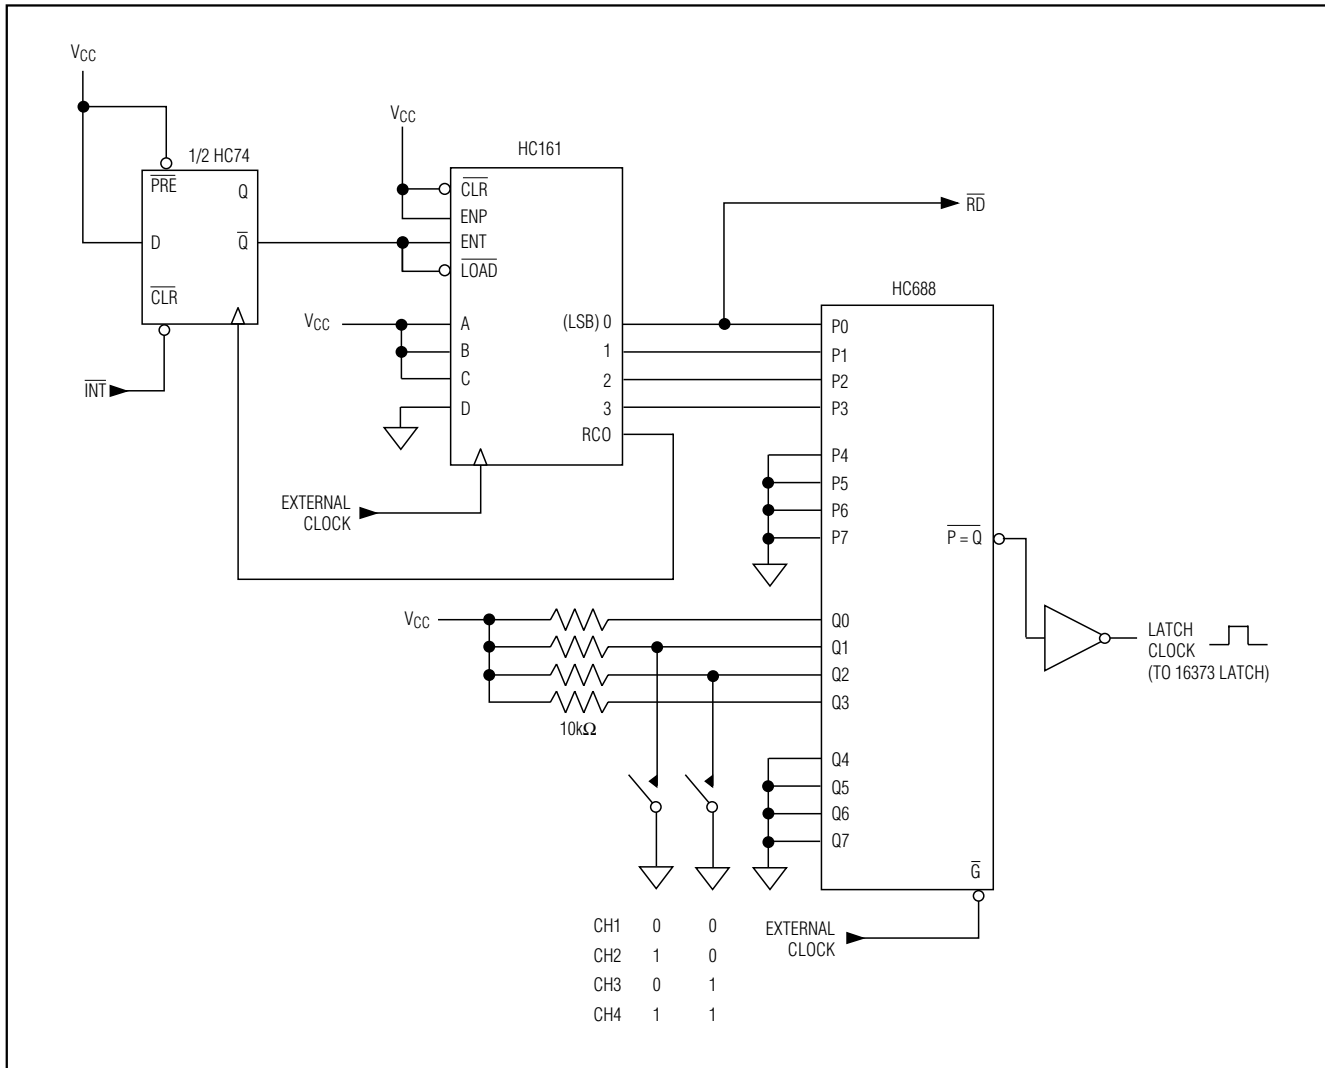 VCC
1/2 HC74
PRE
Q
D
Q
CLR
INT
VCC
HC161
CLR
ENP
ENT
LOAD
VCC
A
B
C
D
(LSB) 0
1
2
3
RCO
EXTERNAL
CLOCK
RD
HC688
P0
P1
P2
P3
P4
P5
P6
P7
P = Q
VCC
10kΩ
Q0
Q1
Q2
Q3
Q4
Q5
Q6
Q7
G
EXTERNAL
CLOCK
LATCH
CLOCK
(TO 16373 LATCH)
CH1 0 0
CH2 1 0
CH3 0 1
CH4 1 1